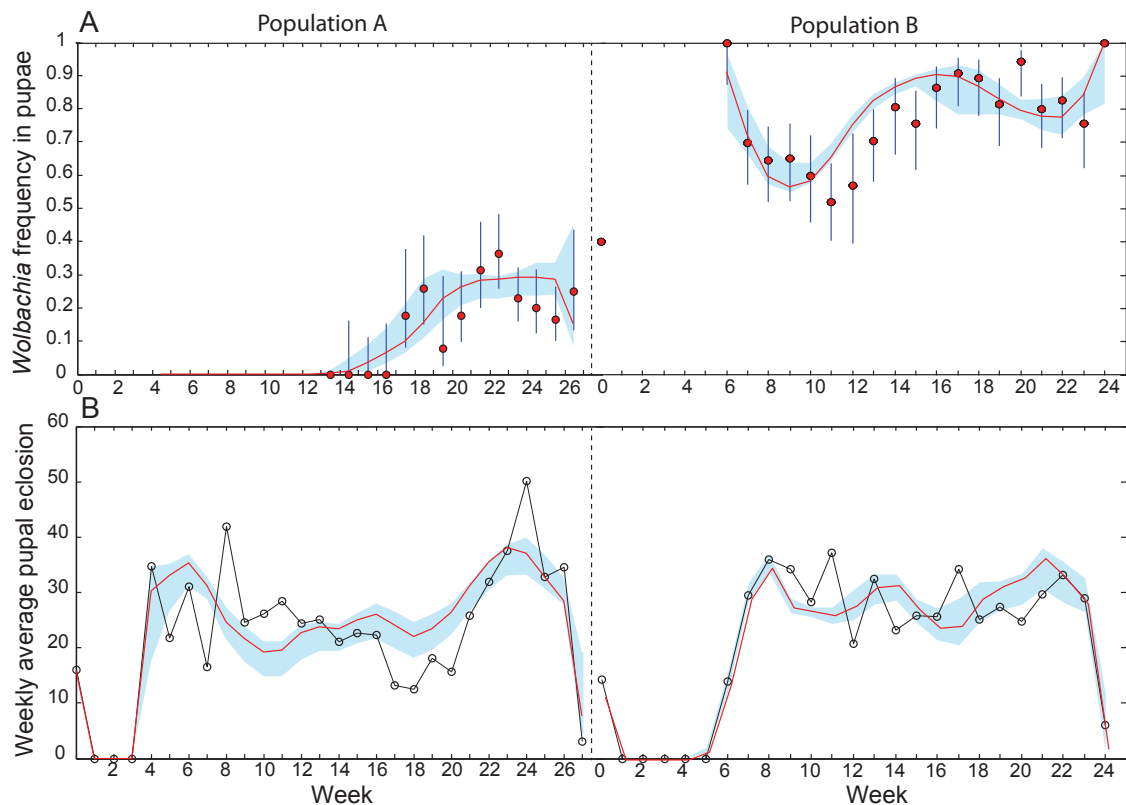 A
Population A
Population B
Wolbachia frequency in pupae
1
0.9
0.8
0.7
0.6
0.5
0.4
0.3
0.2
0.1
0
0 2 4 6 8 10 12 14 16 18 20 22 24 26
0 2 4 6 8 10 12 14 16 18 20 22 24
B
Weekly average pupal eclosion
60
50
40
30
20
10
0
2 4 6 8 10 12 14 16 18 20 22 24 26
0 2 4 6 8 10 12 14 16 18 20 22 24
Week
Week